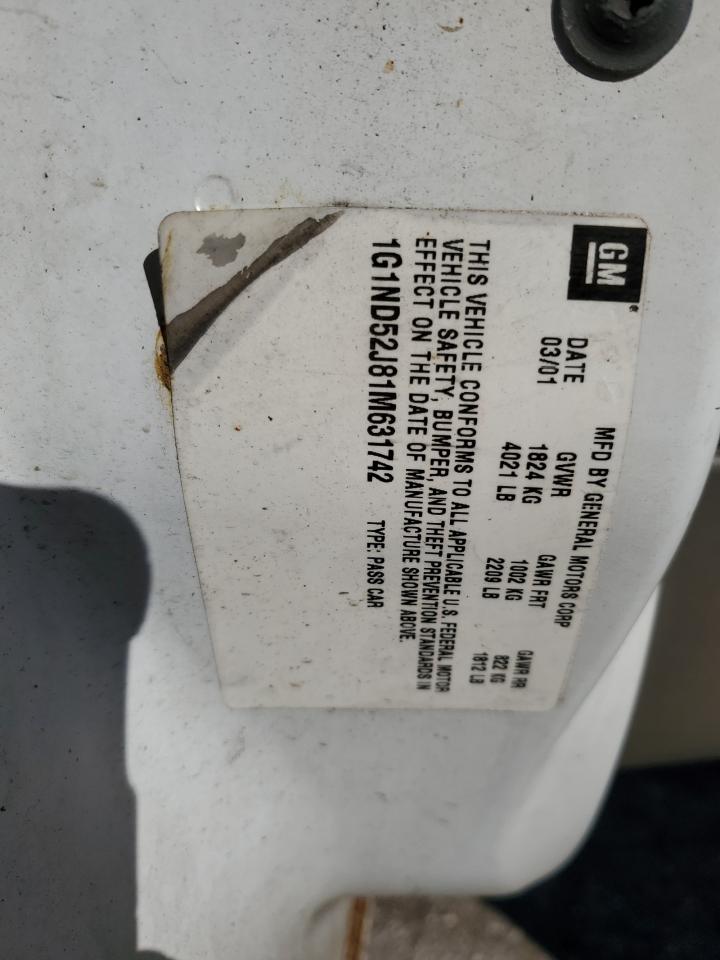 GM
MFD BY GENERAL MOTORS CORP
DATE GVWR GAWR FRT GAWR RR
03/01 1824 KG 1002 KG 822 KG
4021 LB 2209 LB 1812 LB
THIS VEHICLE CONFORMS TO ALL APPLICABLE U.S. FEDERAL MOTOR
VEHICLE SAFETY, BUMPER, AND THEFT PREVENTION STANDARDS IN
EFFECT ON THE DATE OF MANUFACTURE SHOWN ABOVE.
1G1ND52J81M631742 TYPE: PASS CAR